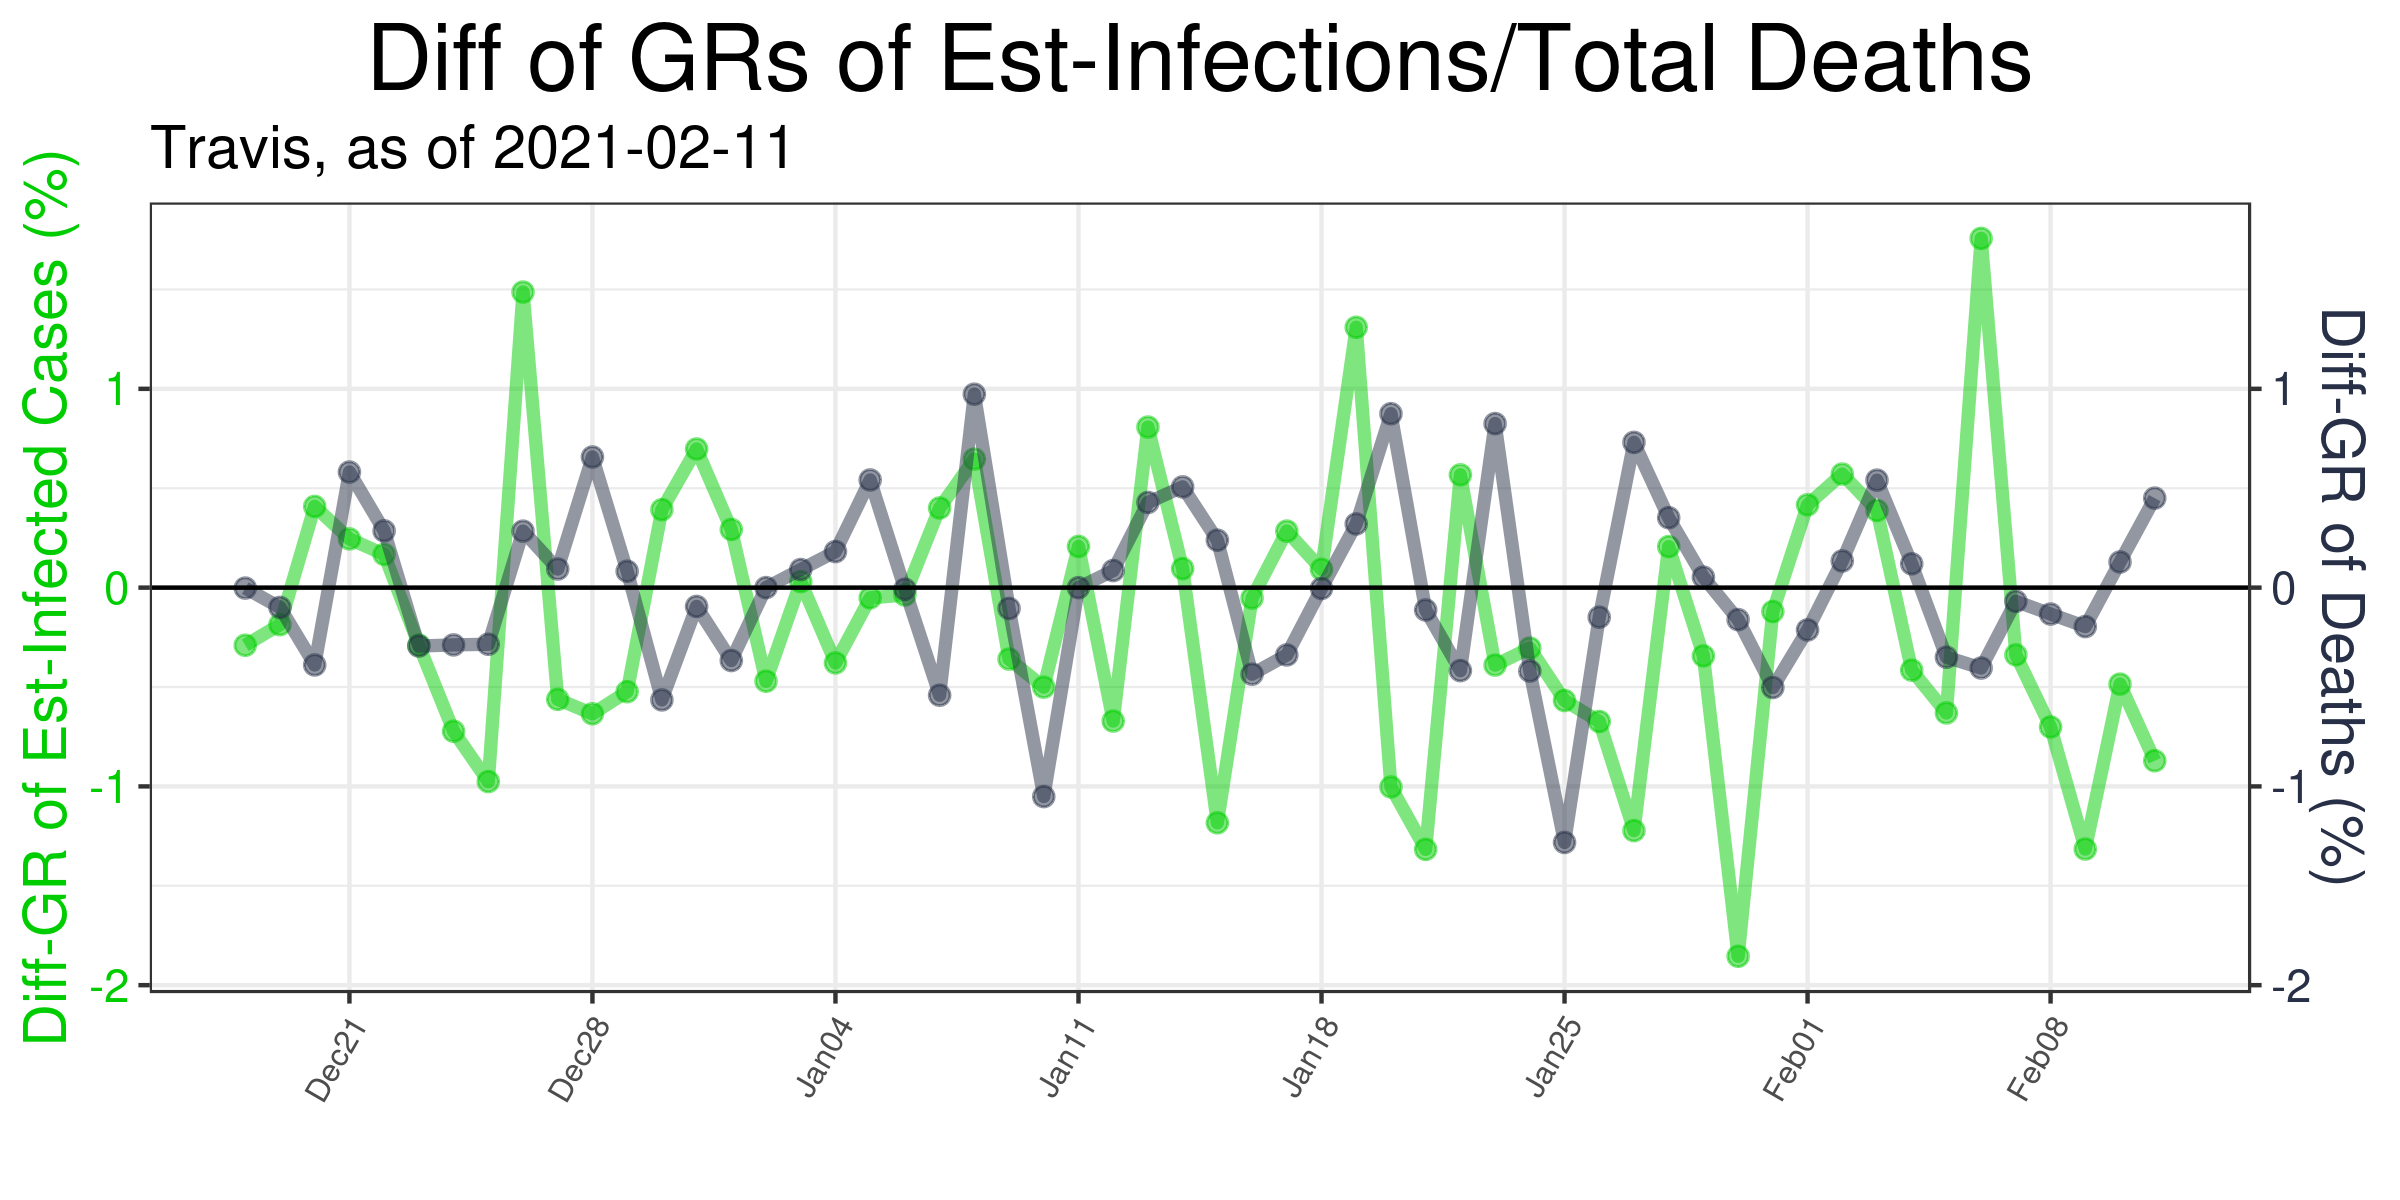 Diff of GRs of Est-Infections/Total Deaths
Travis, as of 2021-02-11
Diff-GR of Est-Infected Cases (%)
1
0
-1
-2
1
0
-1
-2
Diff-GR of Deaths (%)
Dec21
Dec28
Jan04
Jan11
Jan18
Jan25
Feb01
Feb08